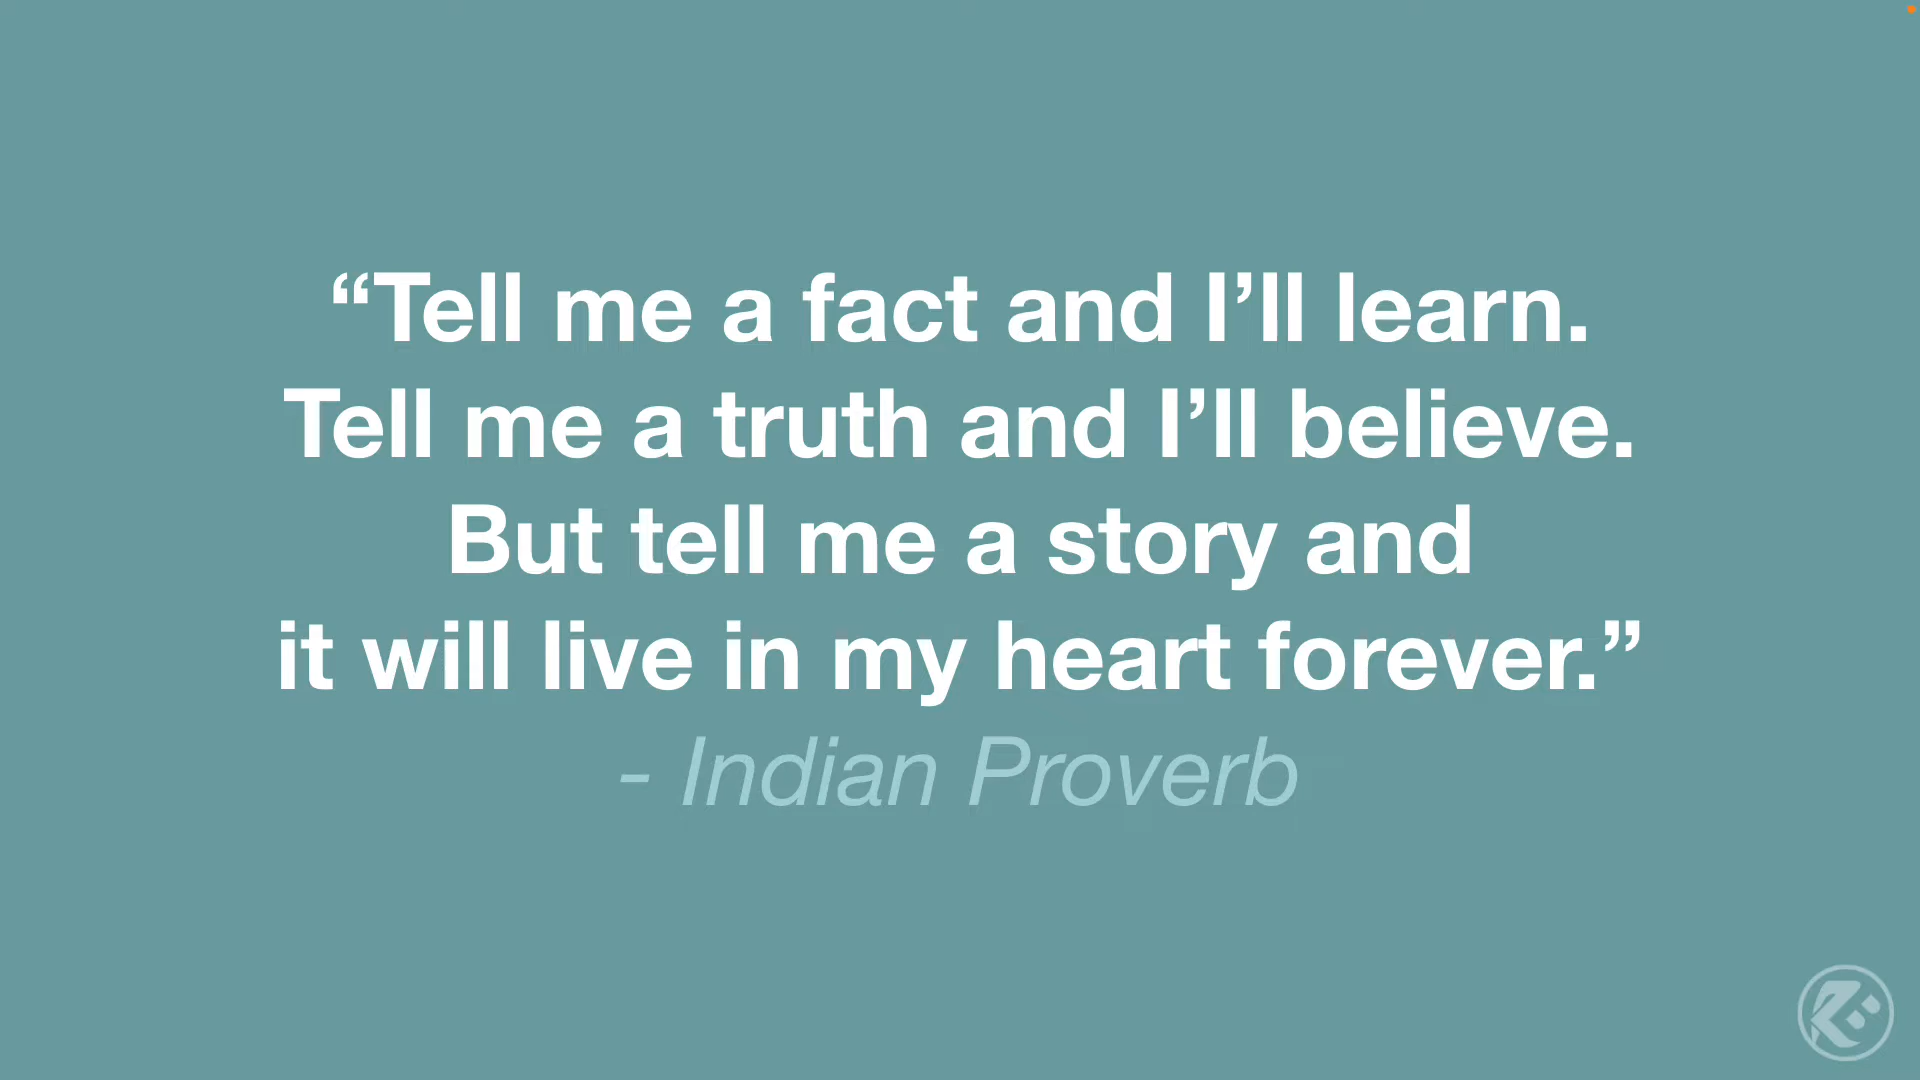 “Tell me a fact and I’ll learn.
Tell me a truth and I’ll believe.
But tell me a story and
it will live in my heart forever.”
- Indian Proverb